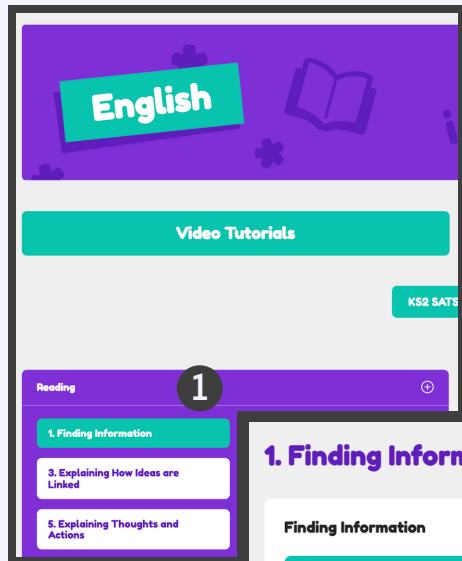 English
Video Tutorials
KS2 SATS
Reading
1
1. Finding Information
3. Explaining How Ideas are
Linked
5. Explaining Thoughts and
Actions
1. Finding Inform
Finding Information